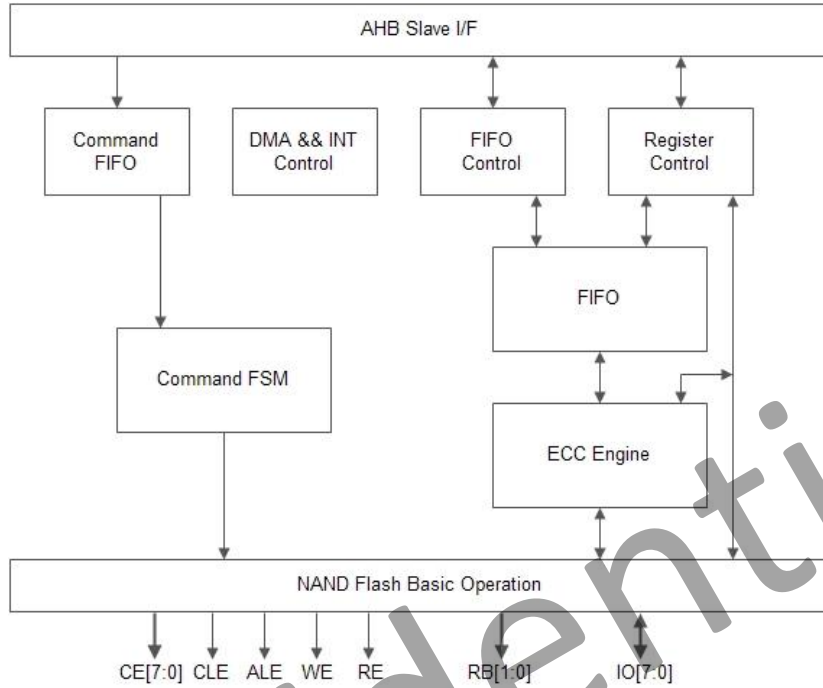 AHB Slave I/F
Command
FIFO
DMA && INT
Control
FIFO
Control
Register
Control
FIFO
Command FSM
ECC Engine
NAND Flash Basic Operation
CE[7:0] CLE ALE WE RE RB[1:0] IO[7:0]
identi